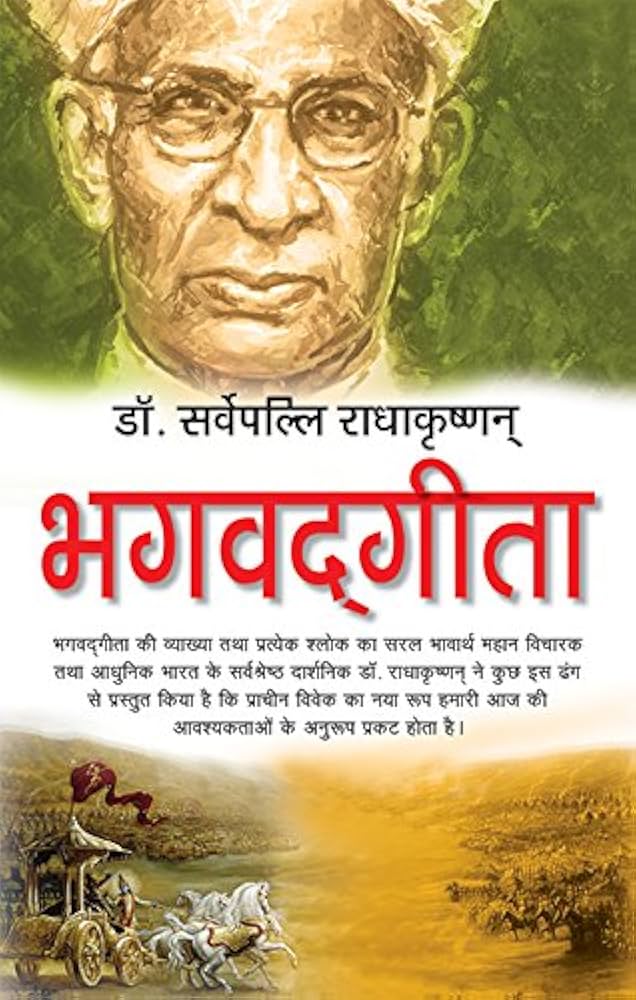 डॉ. सर्वेपल्लि राधाकृष्णन्
भगवद्‌गीता
भगवद्‌गीता की व्याख्या तथा प्रत्येक श्लोक का सरल भावार्थ महान विचारक
तथा आधुनिक भारत के सर्वश्रेष्ठ दार्शनिक डॉ. राधाकृष्णन् ने कुछ इस ढंग
से प्रस्तुत किया है कि प्राचीन विवेक का नया रूप हमारी आज की
आवश्यकताओं के अनुरूप प्रकट होता है।